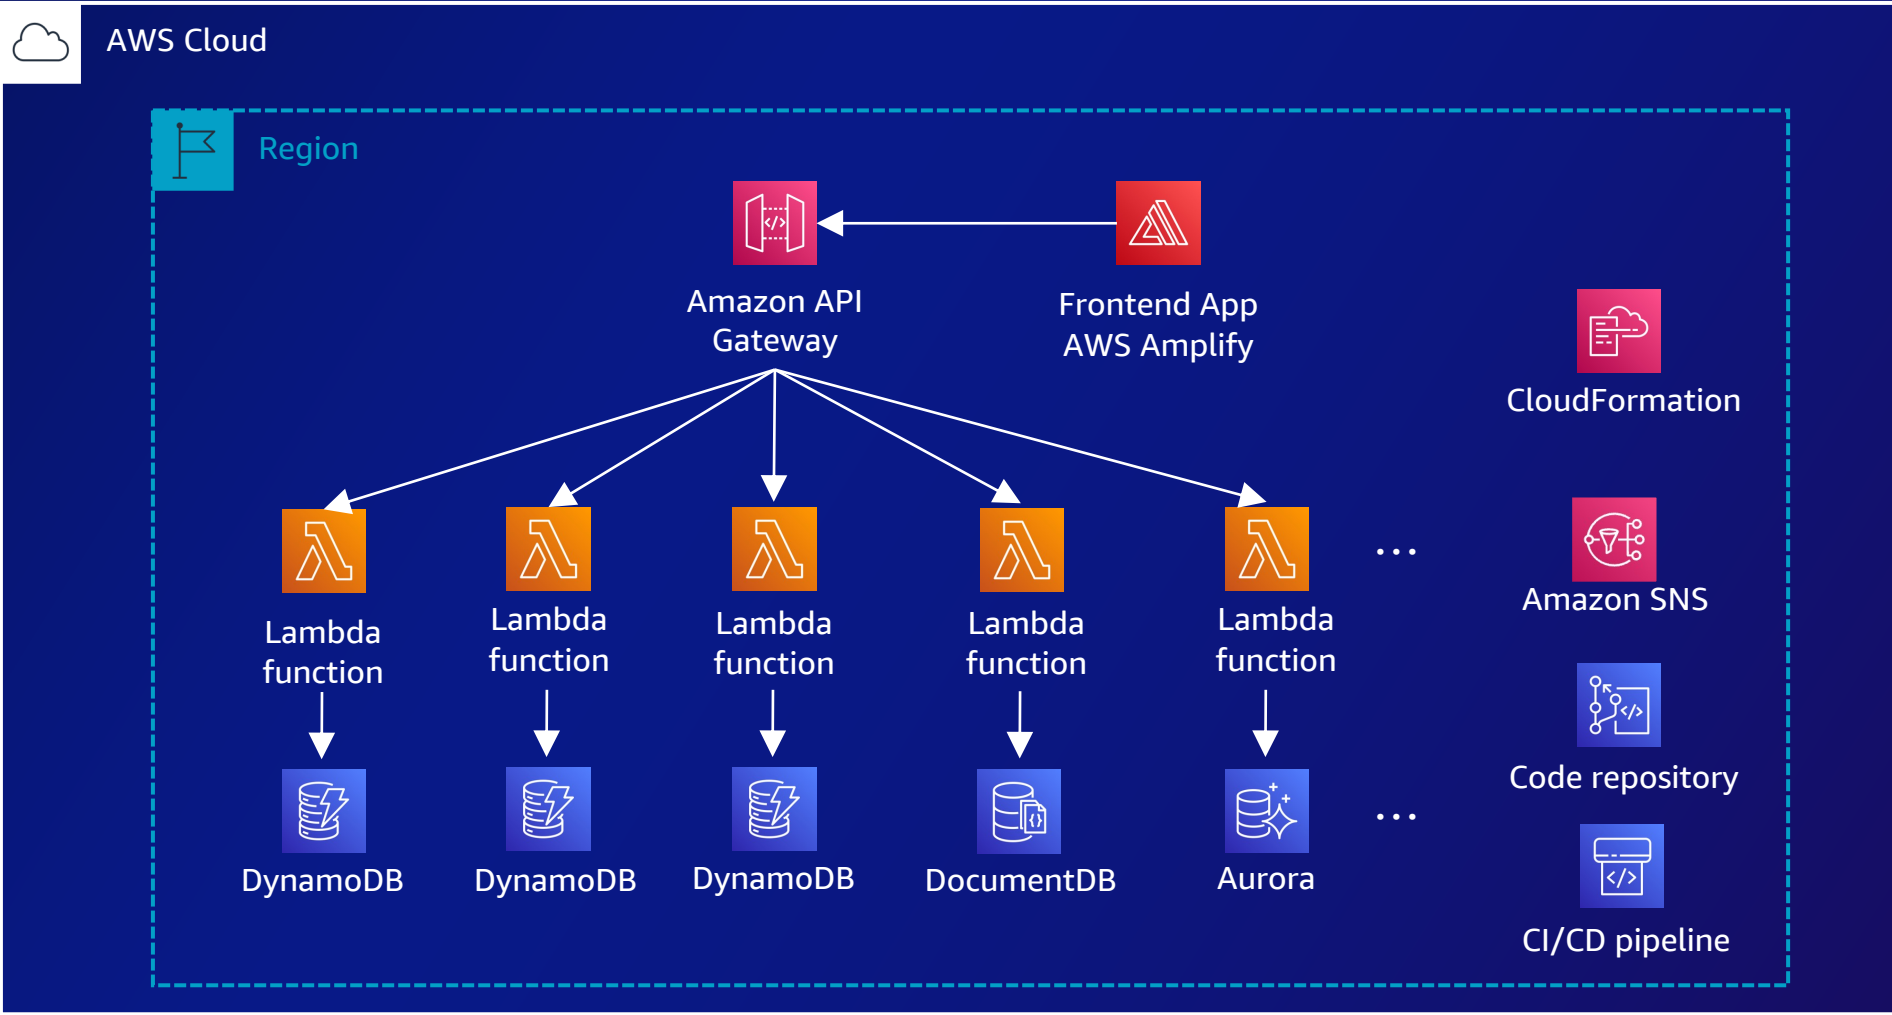 AWS Cloud
Region
Amazon API
Gateway
Frontend App
AWS Amplify
CloudFormation
Lambda
function
Lambda
function
Lambda
function
Lambda
function
Lambda
function
...
Amazon SNS
Code repository
DynamoDB
DynamoDB
DynamoDB
DocumentDB
Aurora
...
CI/CD pipeline